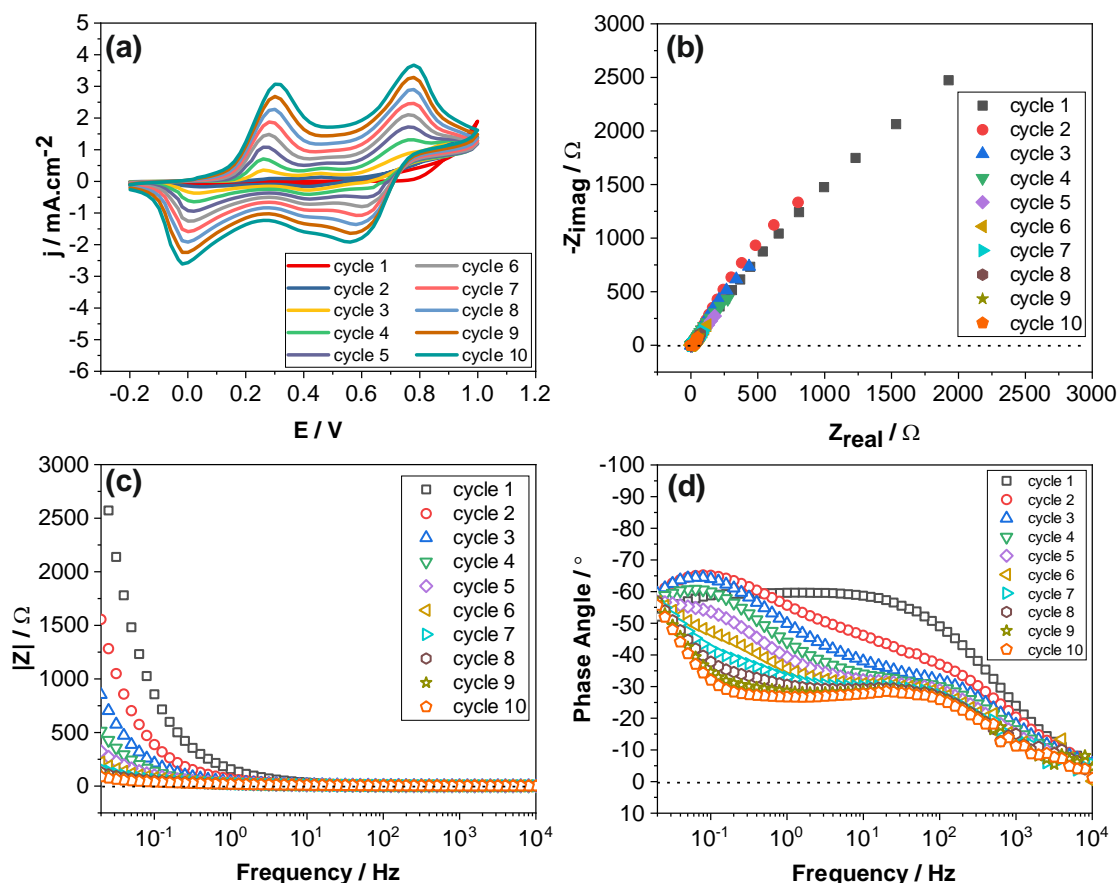 (a)
5
4
3
2
1
0
-1
-2
-3
-4
-5
-6
j / mA.cm-2
cycle 1
cycle 2
cycle 3
cycle 4
cycle 5
cycle 6
cycle 7
cycle 8
cycle 9
cycle 10
-0.2 0.0 0.2 0.4 0.6 0.8 1.0 1.2
E / V
(b)
3000
2500
2000
1500
1000
500
0
-Zimag / Ω
cycle 1
cycle 2
cycle 3
cycle 4
cycle 5
cycle 6
cycle 7
cycle 8
cycle 9
cycle 10
0 500 1000 1500 2000 2500 3000
Zreal / Ω
(c)
3000
2500
2000
1500
1000
500
0
|Z| / Ω
cycle 1
cycle 2
cycle 3
cycle 4
cycle 5
cycle 6
cycle 7
cycle 8
cycle 9
cycle 10
10-1 100 101 102 103 104
Frequency / Hz
(d)
-100
-90
-80
-70
-60
-50
-40
-30
-20
-10
0
10
Phase Angle / °
cycle 1
cycle 2
cycle 3
cycle 4
cycle 5
cycle 6
cycle 7
cycle 8
cycle 9
cycle 10
10-1 100 101 102 103 104
Frequency / Hz